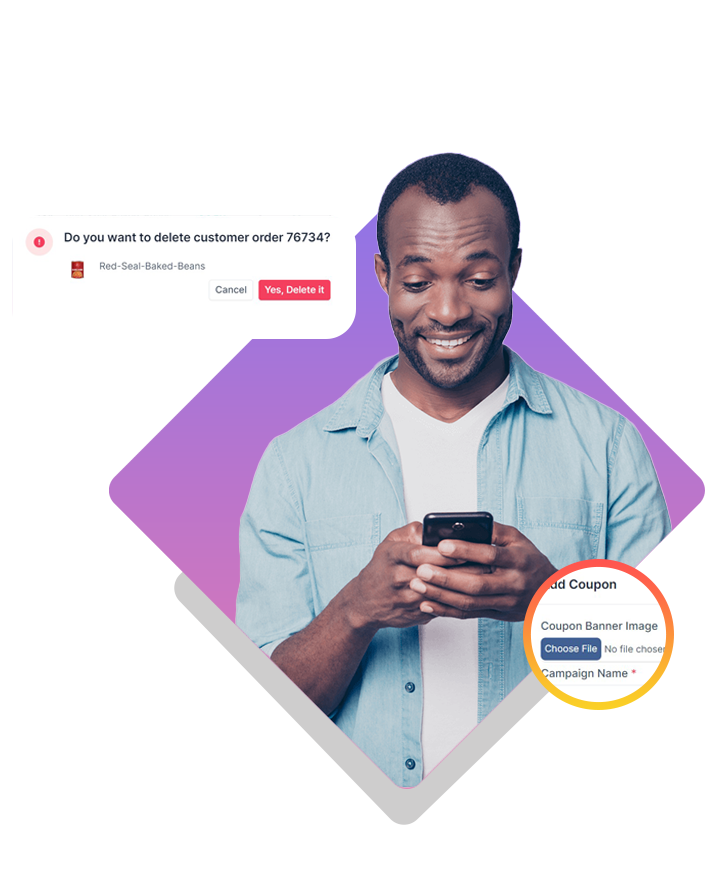 Do you want to delete customer order 76734?
Red-Seal-Baked-Beans
Cancel
Yes, Delete it
dd Coupon
Coupon Banner Image
Choose File No file chosen
Campaign Name *